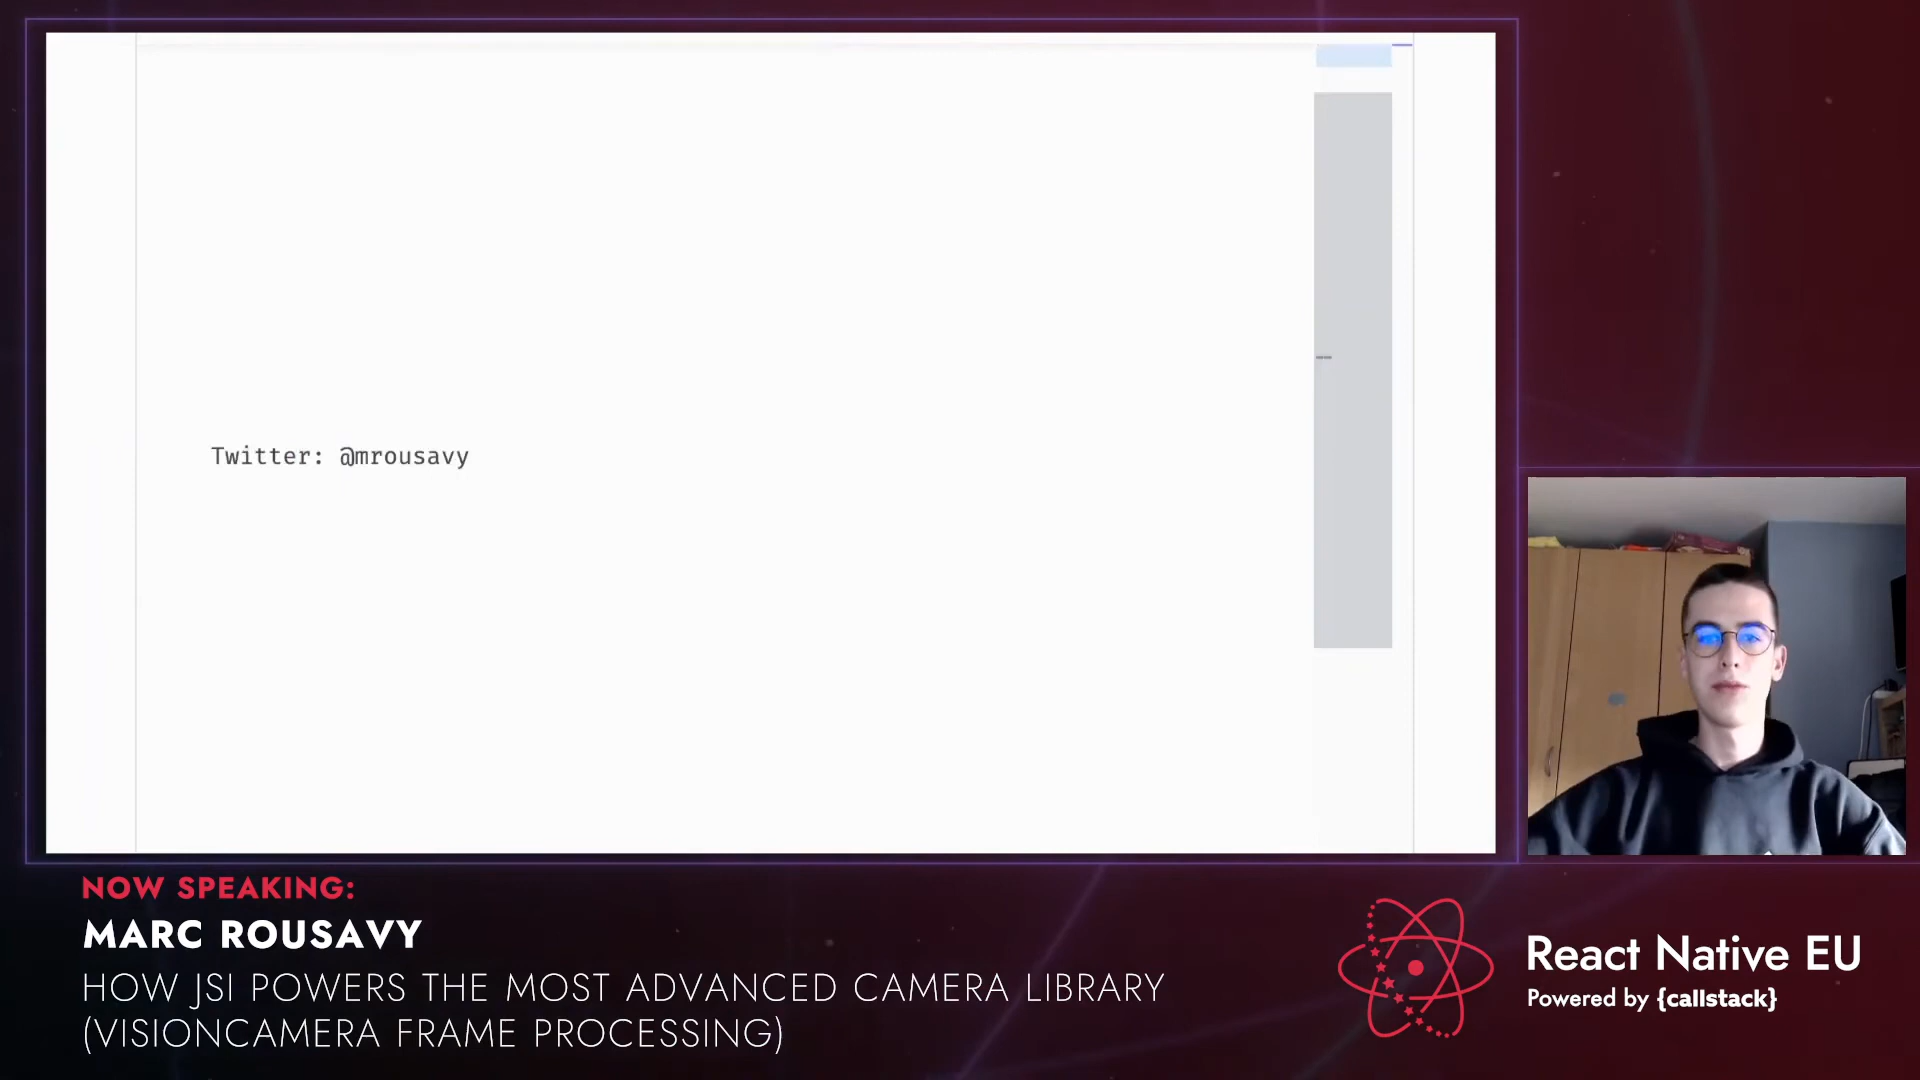 Twitter: @mrousavy
NOW SPEAKING:
MARC ROUSAVY
HOW JSI POWERS THE MOST ADVANCED CAMERA LIBRARY
(VISIONCAMERA FRAME PROCESSING)
React Native EU
Powered by {callstack}